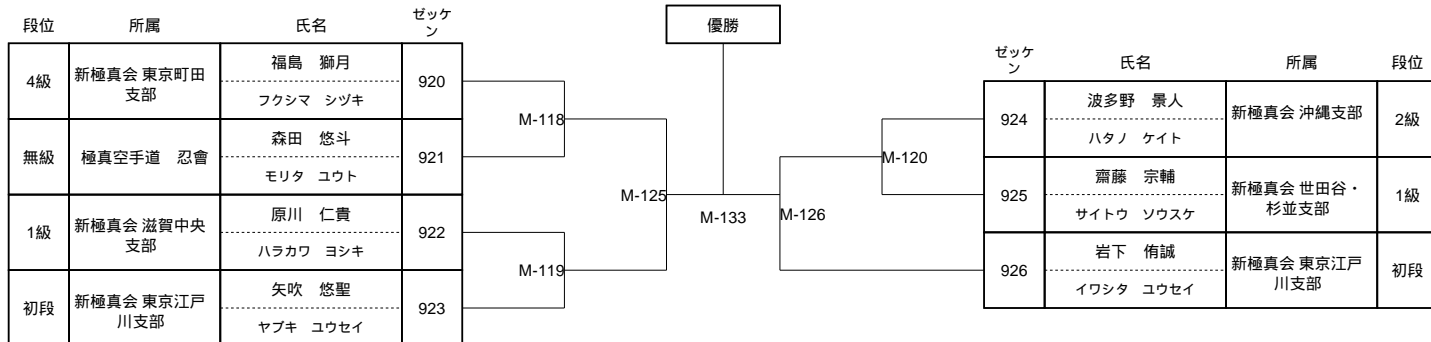 段位 所属 氏名 ゼッケ
ン
4級 新極真会 東京町田
支部 福島 獅月
フクシマ シヅキ 920
無級 極真空手道 忍會 森田 悠斗
モリタ ユウト 921
1級 新極真会 滋賀中央
支部 原川 仁貴
ハラカワ ヨシキ 922
初段 新極真会 東京江戸
川支部 矢吹 悠聖
ヤブキ ユウセイ 923
M-118
M-119
M-125
優勝
M-133
M-126
M-120
ゼッケ
ン 氏名 所属 段位
924 波多野 景人
ハタノ ケイト 新極真会 沖縄支部 2級
925 齋藤 宗輔
サイトウ ソウスケ 新極真会 世田谷・
杉並支部 1級
926 岩下 侑誠
イワシタ ユウセイ 新極真会 東京江戸
川支部 初段